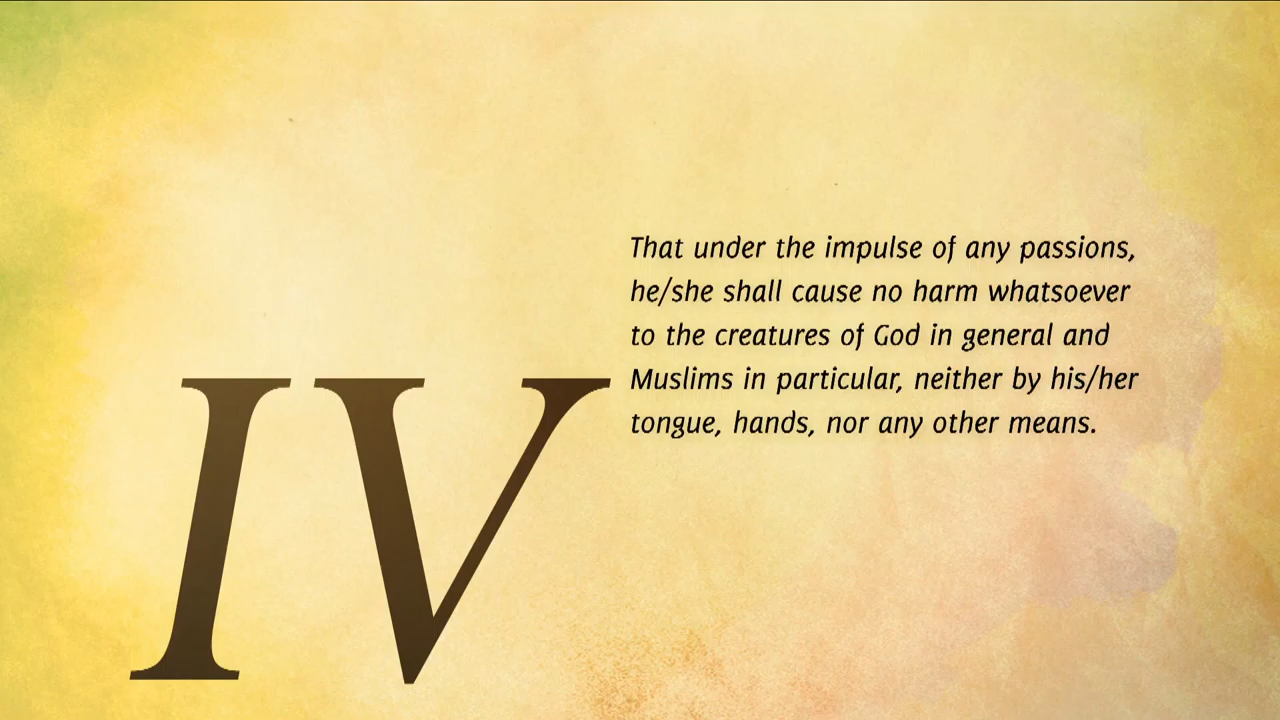 IV
That under the impulse of any passions,
he/she shall cause no harm whatsoever
to the creatures of God in general and
Muslims in particular, neither by his/her
tongue, hands, nor any other means.